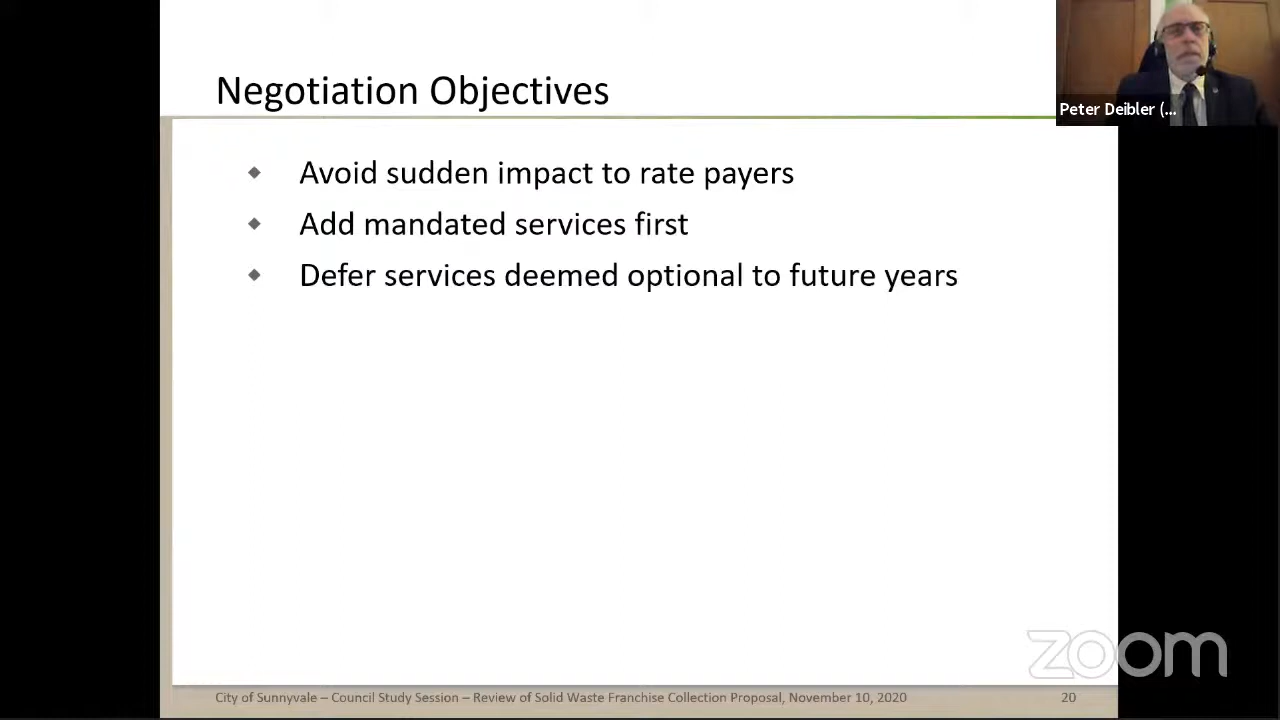 Negotiation Objectives
Peter Deibler (...
Avoid sudden impact to rate payers
Add mandated services first
Defer services deemed optional to future years
zoom
City of Sunnyvale – Council Study Session – Review of Solid Waste Franchise Collection Proposal, November 10, 2020 20